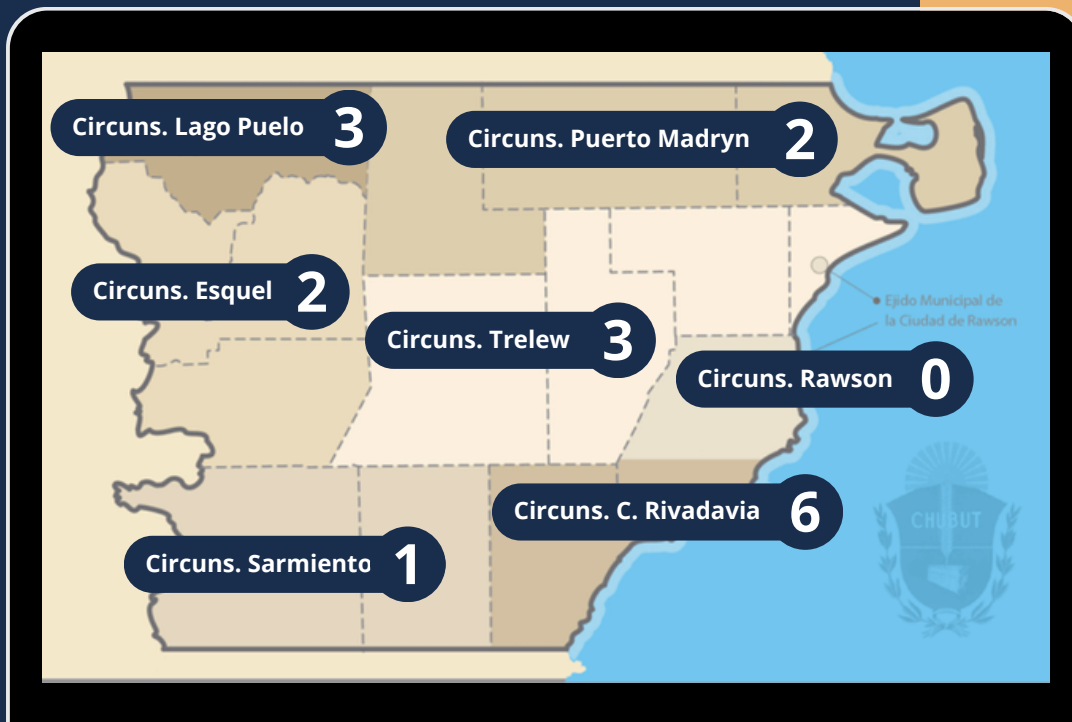 Circuns. Lago Puelo 3
Circuns. Puerto Madryn 2
Circuns. Esquel 2
Ejido Municipal de
la Ciudad de Rawson
Circuns. Trelew 3
Circuns. Rawson 0
Circuns. C. Rivadavia 6
CHUBUT
Circuns. Sarmiento 1